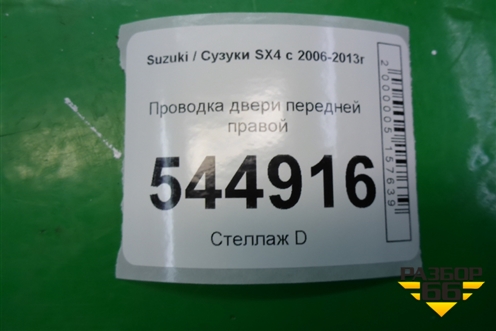 Suzuki / Сузуки SX4 с 2006-2013г
Проводка двери передней
правой
544916
Стеллаж D
2000005157639
РАЗБОР
66